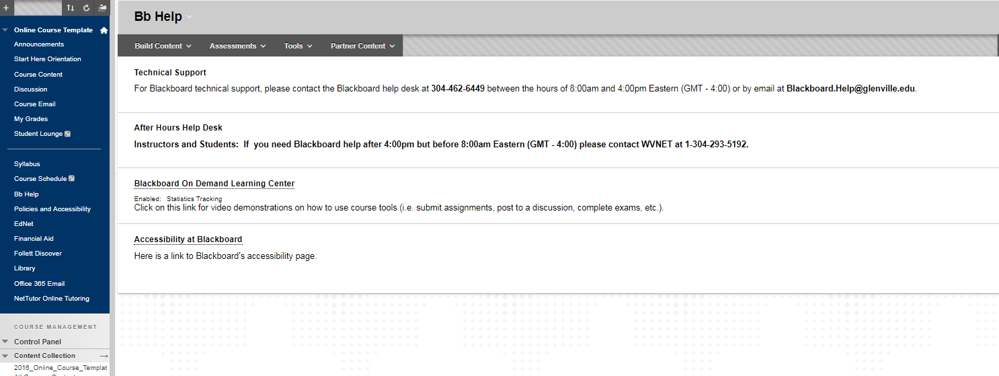 Online Course Template
Announcements
Start Here Orientation
Course Content
Discussion
Course Email
My Grades
Student Lounge
Syllabus
Course Schedule
Bb Help
Policies and Accessibility
EdNet
Financial Aid
Follett Discover
Library
Office 365 Email
NetTutor Online Tutoring
COURSE MANAGEMENT
Control Panel
Content Collection
2016_Online_Course_Templat
Bb Help
Build Content Assessments Tools Partner Content
Technical Support
For Blackboard technical support, please contact the Blackboard help desk at 304-462-6449 between the hours of 8:00am and 4:00pm Eastern (GMT - 4:00) or by email at Blackboard.Help@glenville.edu.
After Hours Help Desk
Instructors and Students:  If  you need Blackboard help after 4:00pm but before 8:00am Eastern (GMT - 4:00) please contact WVNET at 1-304-293-5192.
Blackboard On Demand Learning Center
Enabled:   Statistics Tracking
Click on this link for video demonstrations on how to use course tools (i.e. submit assignments, post to a discussion, complete exams, etc.).
Accessibility at Blackboard
Here is a link to Blackboard's accessibility page.